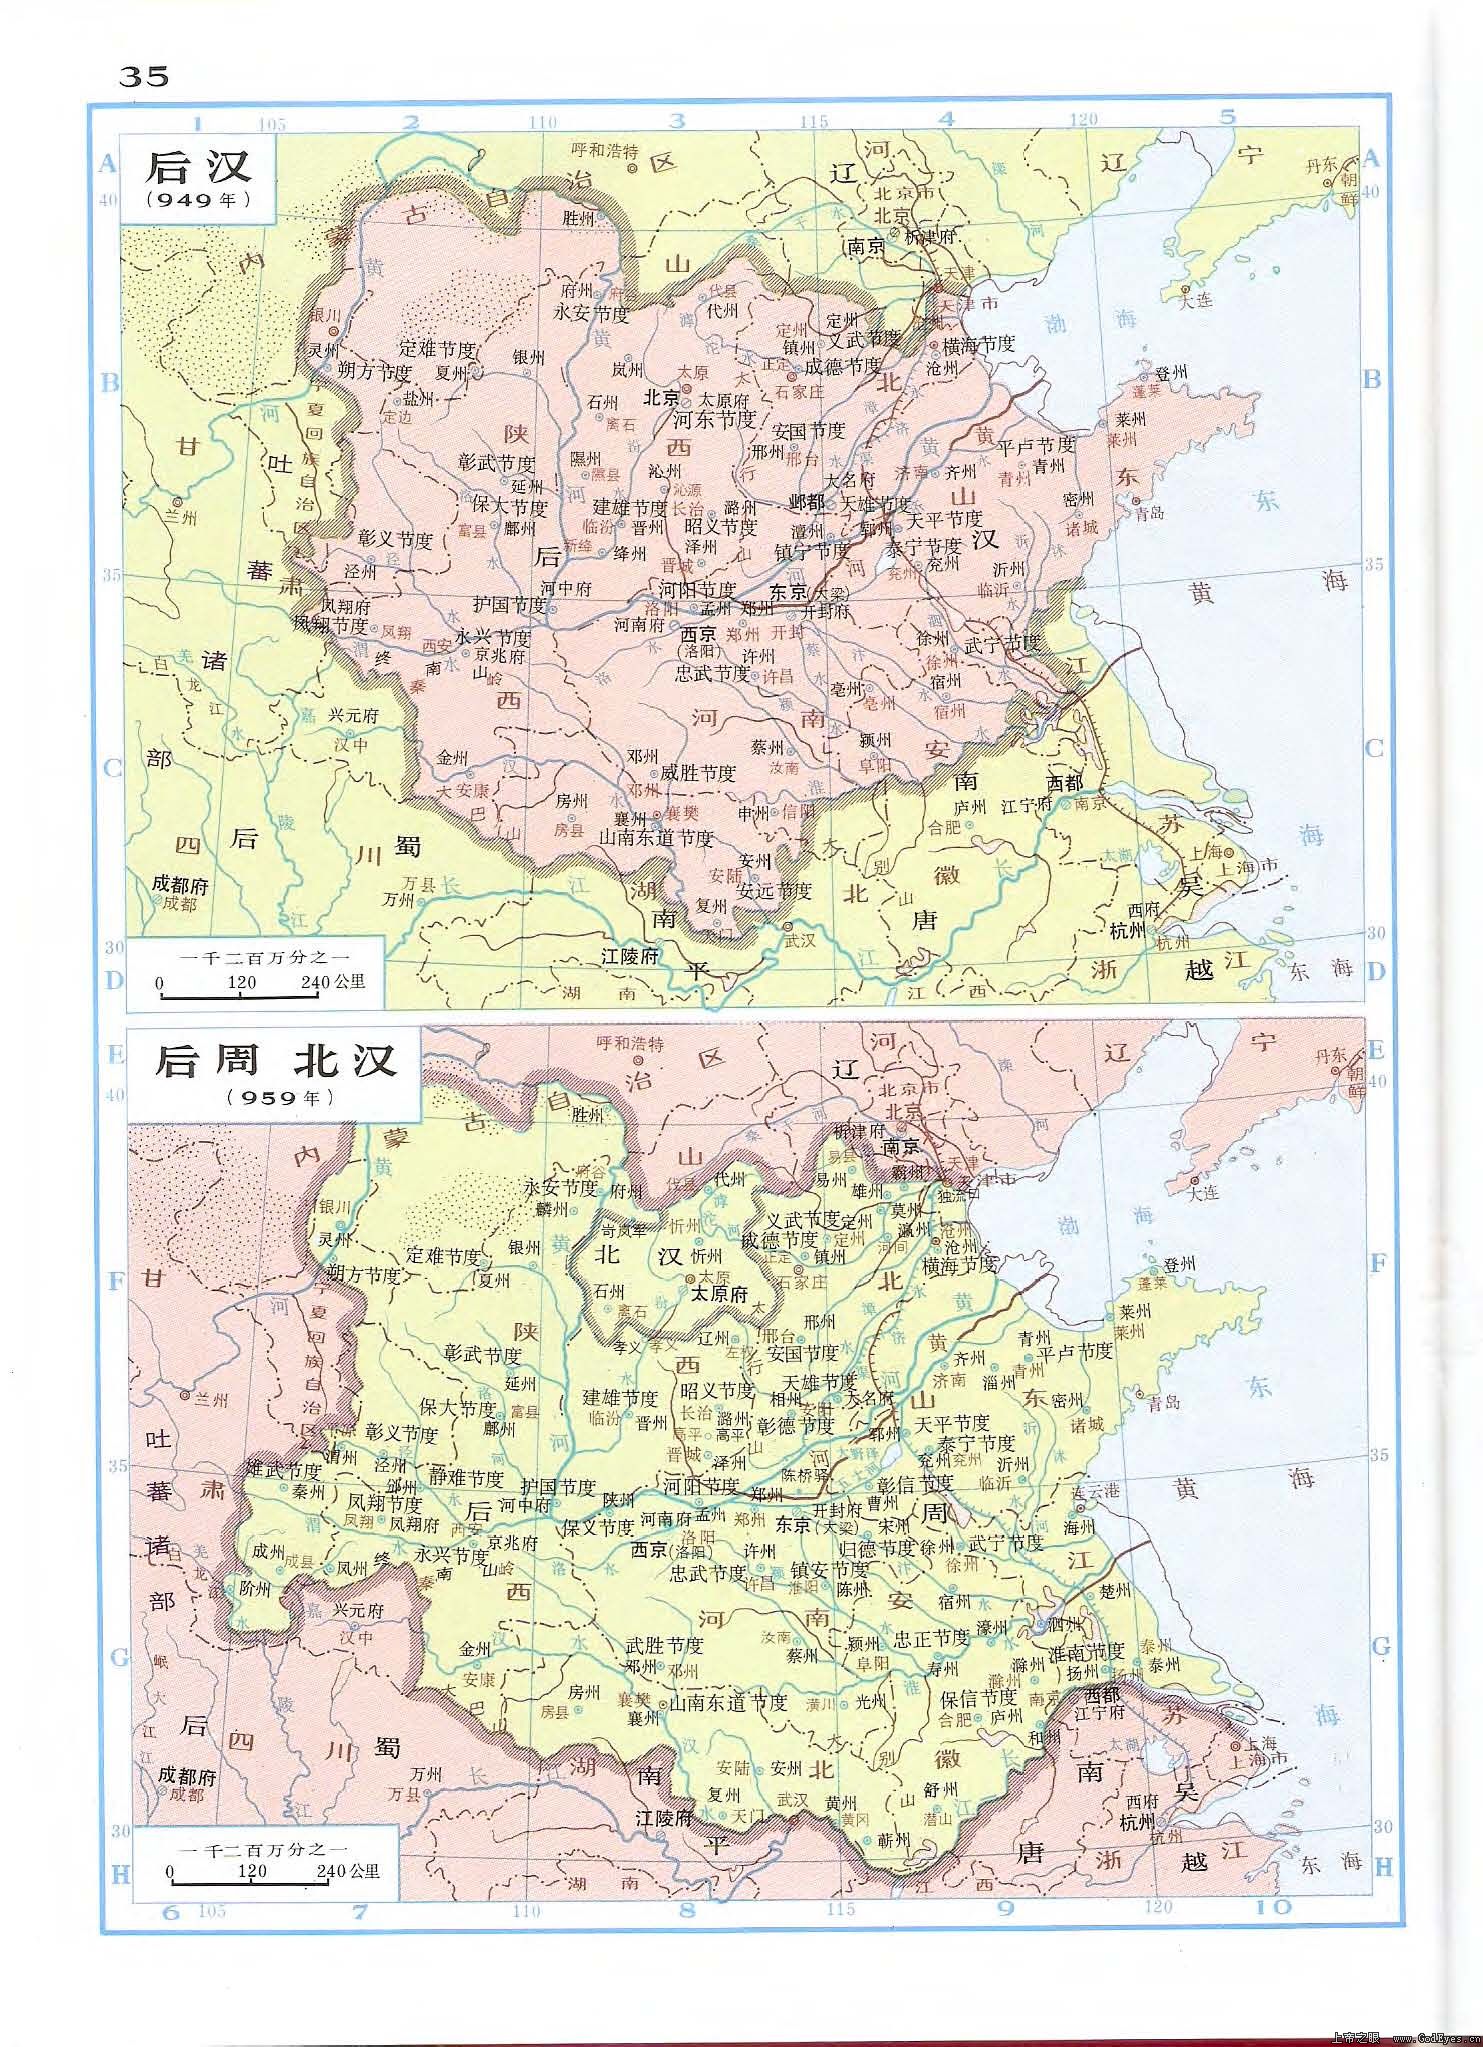 35
1 105 2 110 3 115 4 120 5
后汉
(949年)
A
40
B
35
C
30
D
呼和浩特
内 蒙 古 自 治 区
辽
河
辽 宁
丹东
朝鲜
北京市
北京
析津府
南京
天津
天津市
大连
胜州
山
府州
永安节度
代县
代州
定州
定州
义武节度
镇州
正定
成德节度
石家庄
横海节度
沧州
渤 海
登州
蓬莱
莱州
莱州
银川
灵州
朔方节度
定难节度
夏州
银州
盐州
定边
岚州
太原
北京
太原府
河东节度
石州
离石
安国节度
邢州
邢台
平卢节度
青州
青州
济南
齐州
密州
诸城
青岛
甘
肃
吐
蕃
宁夏回族自治区
兰州
陕
西
彰武节度
延州
保大节度
鄜州
富县
隰州
隰县
沁州
沁源
建雄节度
长治
潞州
临汾
晋州
昭义节度
大名府
邺都
天雄节度
澶州
郓州
天平节度
镇宁节度
泰宁节度
兖州
兖州
沂州
临沂
彰义节度
泾州
新绛
绛州
泽州
晋城
后
汉
河中府
护国节度
河阳节度
洛阳
孟州
郑州
河南府
西京
(洛阳)
郑州
东京(大梁)
开封府
开封
凤翔府
凤翔节度
凤翔
西安
永兴节度
京兆府
终南山
秦岭
许州
忠武节度
许昌
徐州
武宁节度
徐州
宿州
宿州
亳州
亳州
东 海
黄 海
诸
部
兴元府
汉中
金州
大安康
巴山
邓州
威胜节度
邓州
河 南
蔡州
汝南
颍州
阜阳
安
徽
房州
房县
襄州
襄樊
山南东道节度
申州
信阳
安州
安陆
安远节度
复州
武汉
南
唐
西都
江宁府
南京
庐州
合肥
江
苏
太湖
上海
上海市
吴
越
西府
杭州
杭州
四 川
后 蜀
成都府
成都
万县
万州
长 江
湖 北
南 平
江陵府
湖 南
江 西
浙 江
东 海
一千二百万分之一
0 120 240公里
A
40
B
35
C
30
D
后周 北汉
(959年)
E
40
F
35
G
30
H
呼和浩特
内 蒙 古 自 治 区
辽
河
辽 宁
丹东
朝鲜
北京市
北京
析津府
南京
天津
天津市
大连
胜州
山
府谷
永安节度
府州
麟州
代州
易县
易州
霸州
雄州
独流口
莫州
瀛州
河间
沧州
沧州
横海节度
义武节度
定州
定州
成德节度
正定
镇州
石家庄
岢岚军
忻州
忻州
北 汉
太原
太原府
石州
离石
渤 海
登州
蓬莱
莱州
莱州
银川
灵州
朔方节度
定难节度
夏州
银州
甘
肃
宁夏回族自治区
兰州
陕
西
孝义
孝义
辽州
左权
邢州
邢台
安国节度
彰武节度
延州
保大节度
富县
鄜州
建雄节度
临汾
晋州
昭义节度
长治
潞州
高平
高平
晋城
泽州
天雄节度
相州
安阳
大名府
彰德节度
郓州
齐州
济南
淄州
青州
青州
平卢节度
密州
诸城
青岛
天平节度
泰宁节度
兖州
兖州
沂州
临沂
大野泽
五丈河
陈桥驿
彰信节度
曹州
连云港
海州
吐
蕃
诸
部
彰义节度
渭州
泾州
雄武节度
秦州
静难节度
邠州
凤翔节度
凤翔
凤翔府
西安
京兆府
永兴节度
后
周
护国节度
河中府
陕州
保义节度
河阳节度
河南府
孟州
郑州
郑州
洛阳
西京(洛阳)
开封府
东京(大梁)
宋州
归德节度
徐州
徐州
武宁节度
许州
忠武节度
许昌
镇安节度
淮阳
陈州
成州
成县
凤州
阶州
终南山
秦岭
兴元府
汉中
金州
安康
大巴山
武胜节度
邓州
邓州
河 南
汝南
蔡州
颍州
阜阳
忠正节度
寿州
宿州
濠州
泗州
楚州
淮南节度
扬州
扬州
泰州
泰州
滁州
滁州
南京
西都
江宁府
保信节度
合肥
庐州
和州
光州
潢川
房州
房县
襄樊
襄州
山南东道节度
安陆
安州
复州
天门
武汉
黄州
黄冈
蕲州
舒州
潜山
安
徽
江
苏
太湖
上海
上海市
吴
越
西府
杭州
杭州
南
唐
后 蜀
四 川
成都府
成都
万州
万县
长 江
湖 北
南 平
江陵府
湖 南
江 西
浙 江
东 海
黄 海
东 海
岷江
大江
一千二百万分之一
0 120 240公里
E
40
F
35
G
30
H
6 105 7 110 8 115 9 120 10
上帝之眼 www.GodEyes.cn